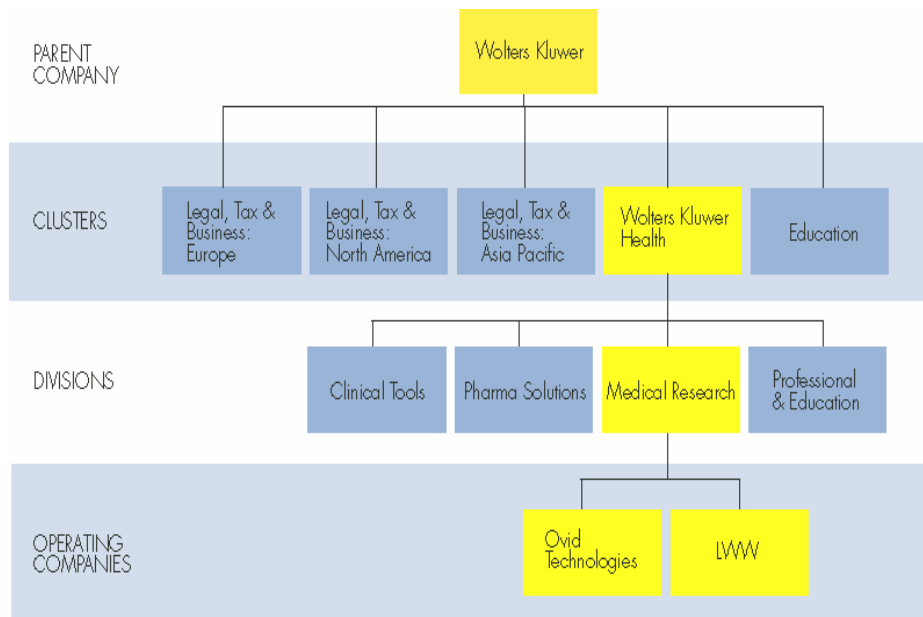 PARENT
COMPANY
Wolters Kluwer
CLUSTERS
Legal, Tax &
Business:
Europe
Legal, Tax &
Business:
North America
Legal, Tax &
Business:
Asia Pacific
Wolters Kluwer
Health
Education
DIVISIONS
Clinical Tools
Pharma Solutions
Medical Research
Professional
& Education
OPERATING
COMPANIES
Ovid
Technologies
LWW